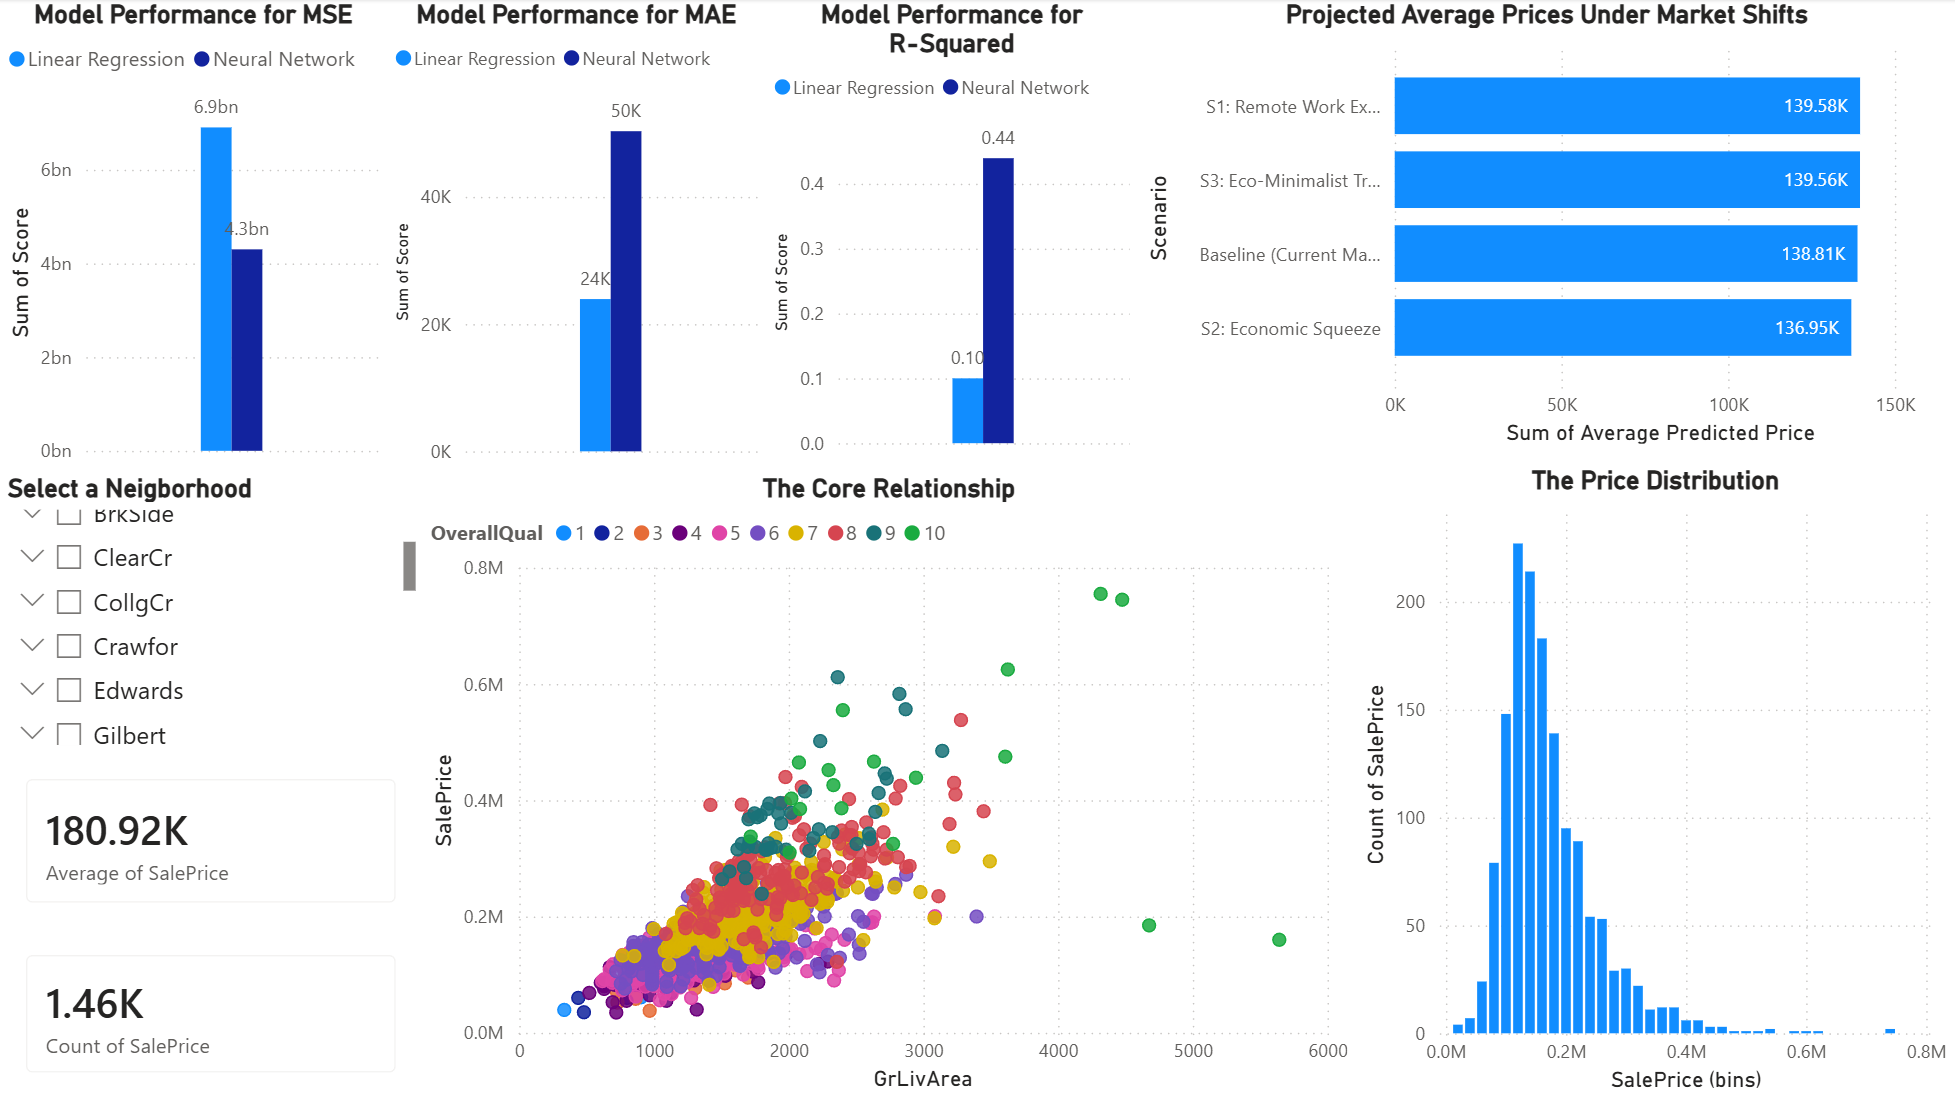 Model Performance for MSE
Linear Regression Neural Network
Sum of Score
6bn
4bn
2bn
0bn
6.9bn
4.3bn
Model Performance for MAE
Linear Regression Neural Network
Sum of Score
40K
20K
0K
24K
50K
Model Performance for
R-Squared
Linear Regression Neural Network
Sum of Score
0.4
0.3
0.2
0.1
0.0
0.10
0.44
Projected Average Prices Under Market Shifts
Scenario
S1: Remote Work Ex... 139.58K
S3: Eco-Minimalist Tr... 139.56K
Baseline (Current Ma... 138.81K
S2: Economic Squeeze 136.95K
0K 50K 100K 150K
Sum of Average Predicted Price
Select a Neigborhood
BrkSide
ClearCr
CollgCr
Crawfor
Edwards
Gilbert
180.92K
Average of SalePrice
1.46K
Count of SalePrice
The Core Relationship
OverallQual 1 2 3 4 5 6 7 8 9 10
SalePrice
0.8M
0.6M
0.4M
0.2M
0.0M
0 1000 2000 3000 4000 5000 6000
GrLivArea
The Price Distribution
Count of SalePrice
200
150
100
50
0
0.0M 0.2M 0.4M 0.6M 0.8M
SalePrice (bins)